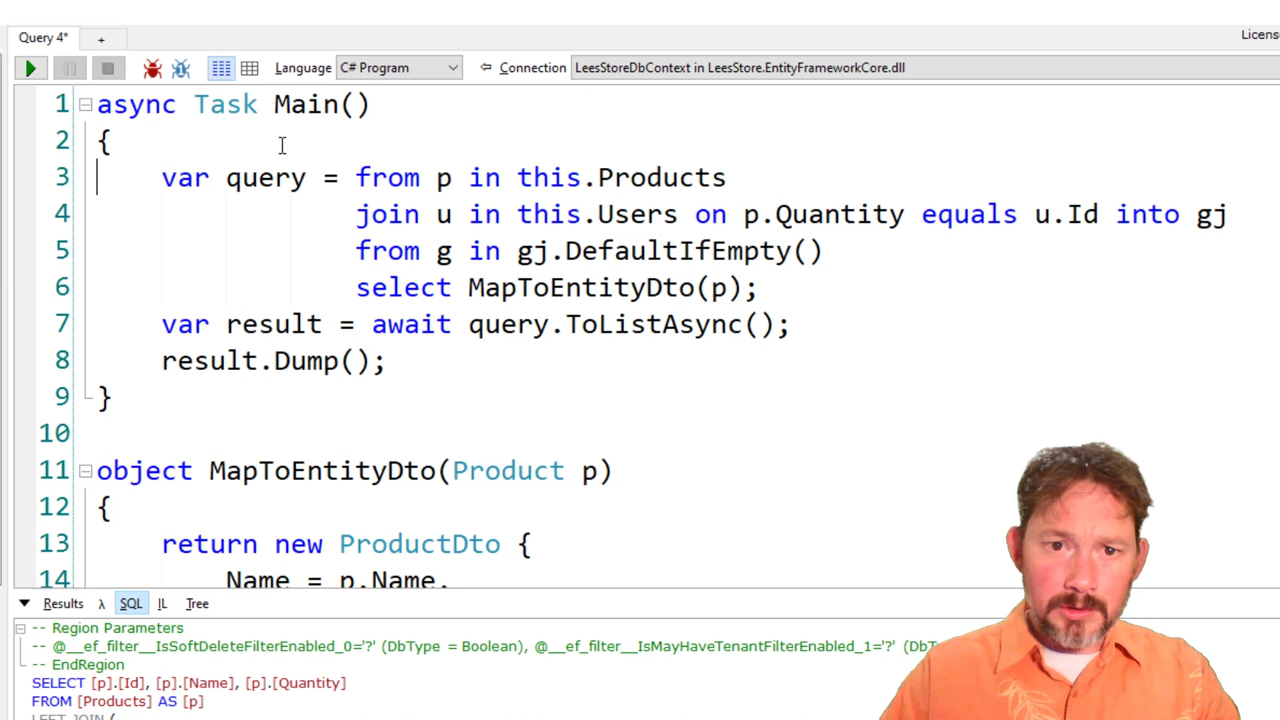 Query 4*
+
Licens
Language C# Program Connection LeesStoreDbContext in LeesStore.EntityFrameworkCore.dll
1 async Task Main()
2 {
3 var query = from p in this.Products
4 join u in this.Users on p.Quantity equals u.Id into gj
5 from g in gj.DefaultIfEmpty()
6 select MapToEntityDto(p);
7 var result = await query.ToListAsync();
8 result.Dump();
9 }
10
11 object MapToEntityDto(Product p)
12 {
13 return new ProductDto {
14 Name = p.Name,
Results λ SQL IL Tree
-- Region Parameters
-- @__ef_filter__IsSoftDeleteFilterEnabled_0='?' (DbType = Boolean), @__ef_filter__IsMayHaveTenantFilterEnabled_1='?' (DbT
-- EndRegion
SELECT [p].[Id], [p].[Name], [p].[Quantity]
FROM [Products] AS [p]
LEFT JOIN (